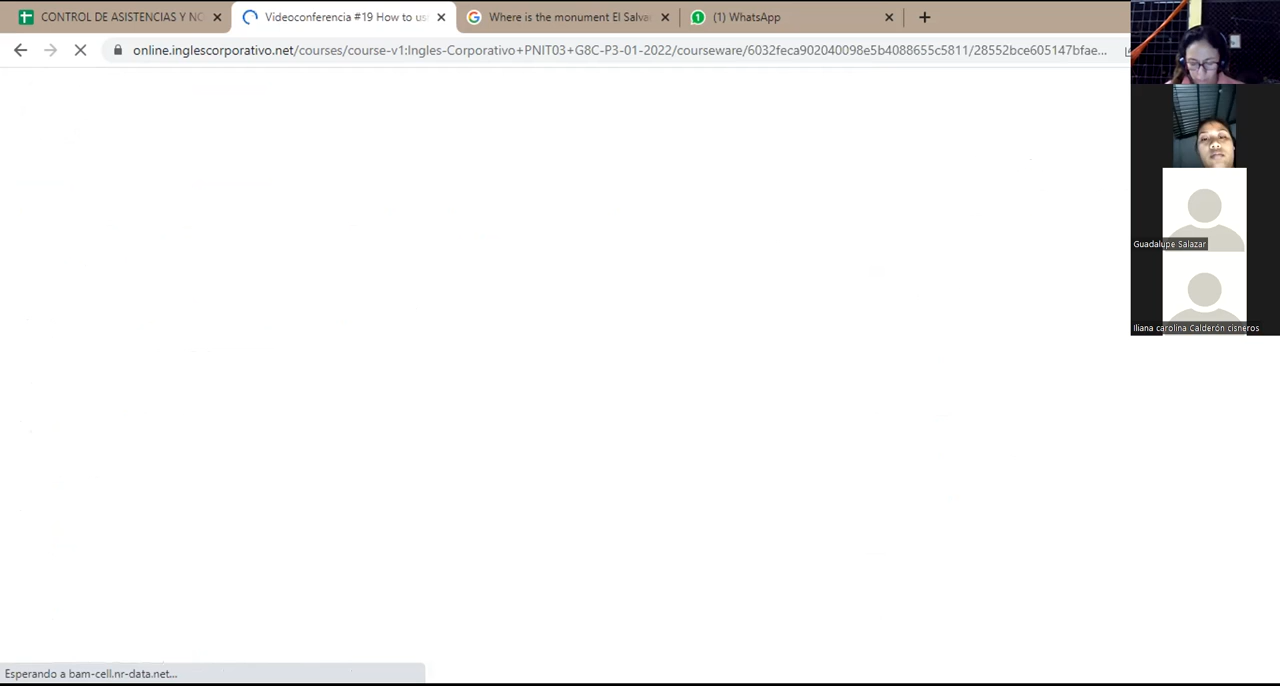 CONTROL DE ASISTENCIAS Y NO
Videoconferencia #19 How to us
Where is the monument El Salva
(1) WhatsApp
online.inglescorporativo.net/courses/course-v1:Ingles-Corporativo+PNIT03+G8C-P3-01-2022/courseware/6032feca902040098e5b4088655c5811/28552bce605147bfae...
Guadalupe Salazar
Iliana carolina Calderón cisneros
Esperando a bam-cell.nr-data.net...